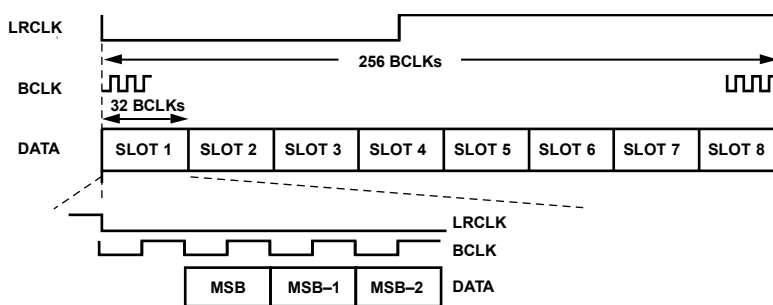 LRCLK
256 BCLKs
BCLK
32 BCLKs
DATA SLOT 1 SLOT 2 SLOT 3 SLOT 4 SLOT 5 SLOT 6 SLOT 7 SLOT 8
LRCLK
BCLK
MSB MSB–1 MSB–2 DATA